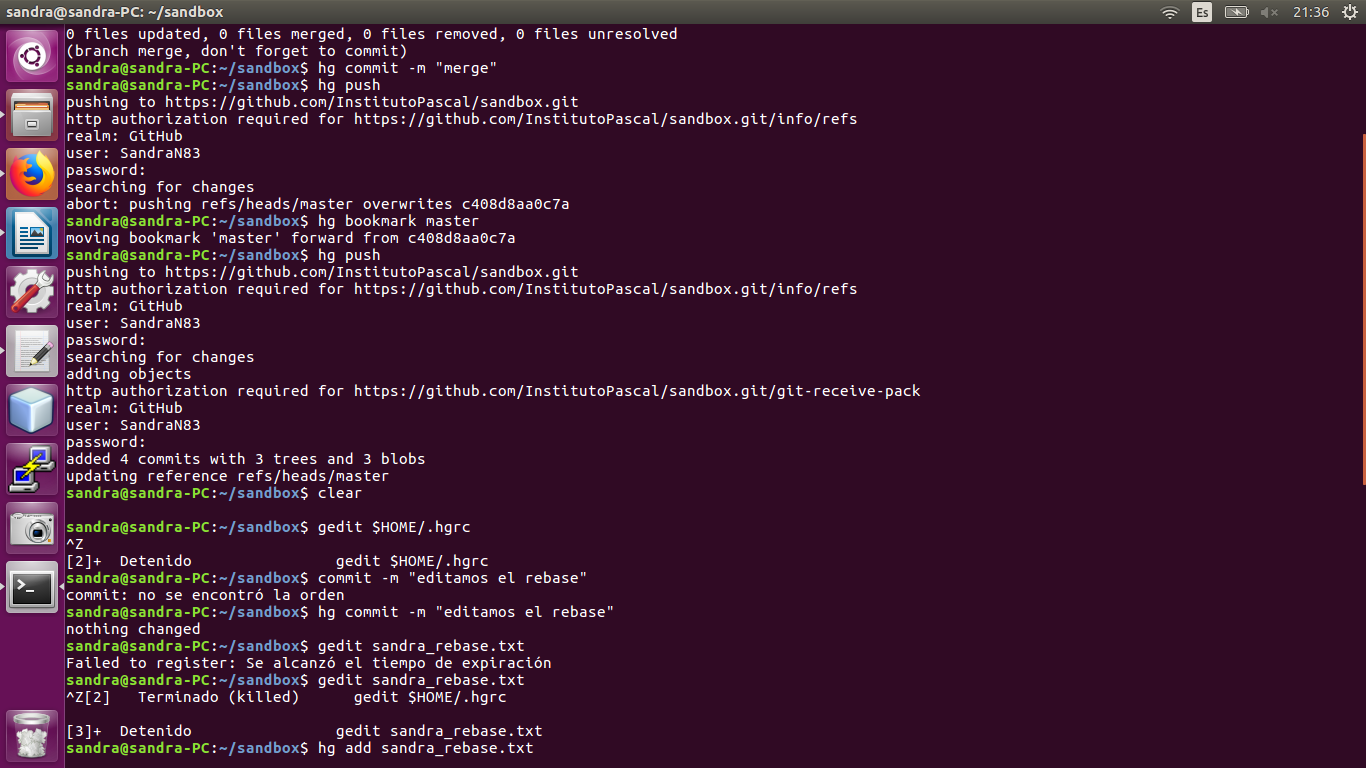 sandra@sandra-PC: ~/sandbox
Es
21:36
0 files updated, 0 files merged, 0 files removed, 0 files unresolved
(branch merge, don't forget to commit)
sandra@sandra-PC:~/sandbox$ hg commit -m "merge"
sandra@sandra-PC:~/sandbox$ hg push
pushing to https://github.com/InstitutoPascal/sandbox.git
http authorization required for https://github.com/InstitutoPascal/sandbox.git/info/refs
realm: GitHub
user: SandraN83
password:
searching for changes
abort: pushing refs/heads/master overwrites c408d8aa0c7a
sandra@sandra-PC:~/sandbox$ hg bookmark master
moving bookmark 'master' forward from c408d8aa0c7a
sandra@sandra-PC:~/sandbox$ hg push
pushing to https://github.com/InstitutoPascal/sandbox.git
http authorization required for https://github.com/InstitutoPascal/sandbox.git/info/refs
realm: GitHub
user: SandraN83
password:
searching for changes
adding objects
http authorization required for https://github.com/InstitutoPascal/sandbox.git/git-receive-pack
realm: GitHub
user: SandraN83
password:
added 4 commits with 3 trees and 3 blobs
updating reference refs/heads/master
sandra@sandra-PC:~/sandbox$ clear
sandra@sandra-PC:~/sandbox$ gedit $HOME/.hgrc
^Z
[2]+  Detenido                gedit $HOME/.hgrc
sandra@sandra-PC:~/sandbox$ commit -m "editamos el rebase"
commit: no se encontró la orden
sandra@sandra-PC:~/sandbox$ hg commit -m "editamos el rebase"
nothing changed
sandra@sandra-PC:~/sandbox$ gedit sandra_rebase.txt
Failed to register: Se alcanzó el tiempo de expiración
sandra@sandra-PC:~/sandbox$ gedit sandra_rebase.txt
^Z[2]   Terminado (killed)      gedit $HOME/.hgrc
[3]+  Detenido                gedit sandra_rebase.txt
sandra@sandra-PC:~/sandbox$ hg add sandra_rebase.txt